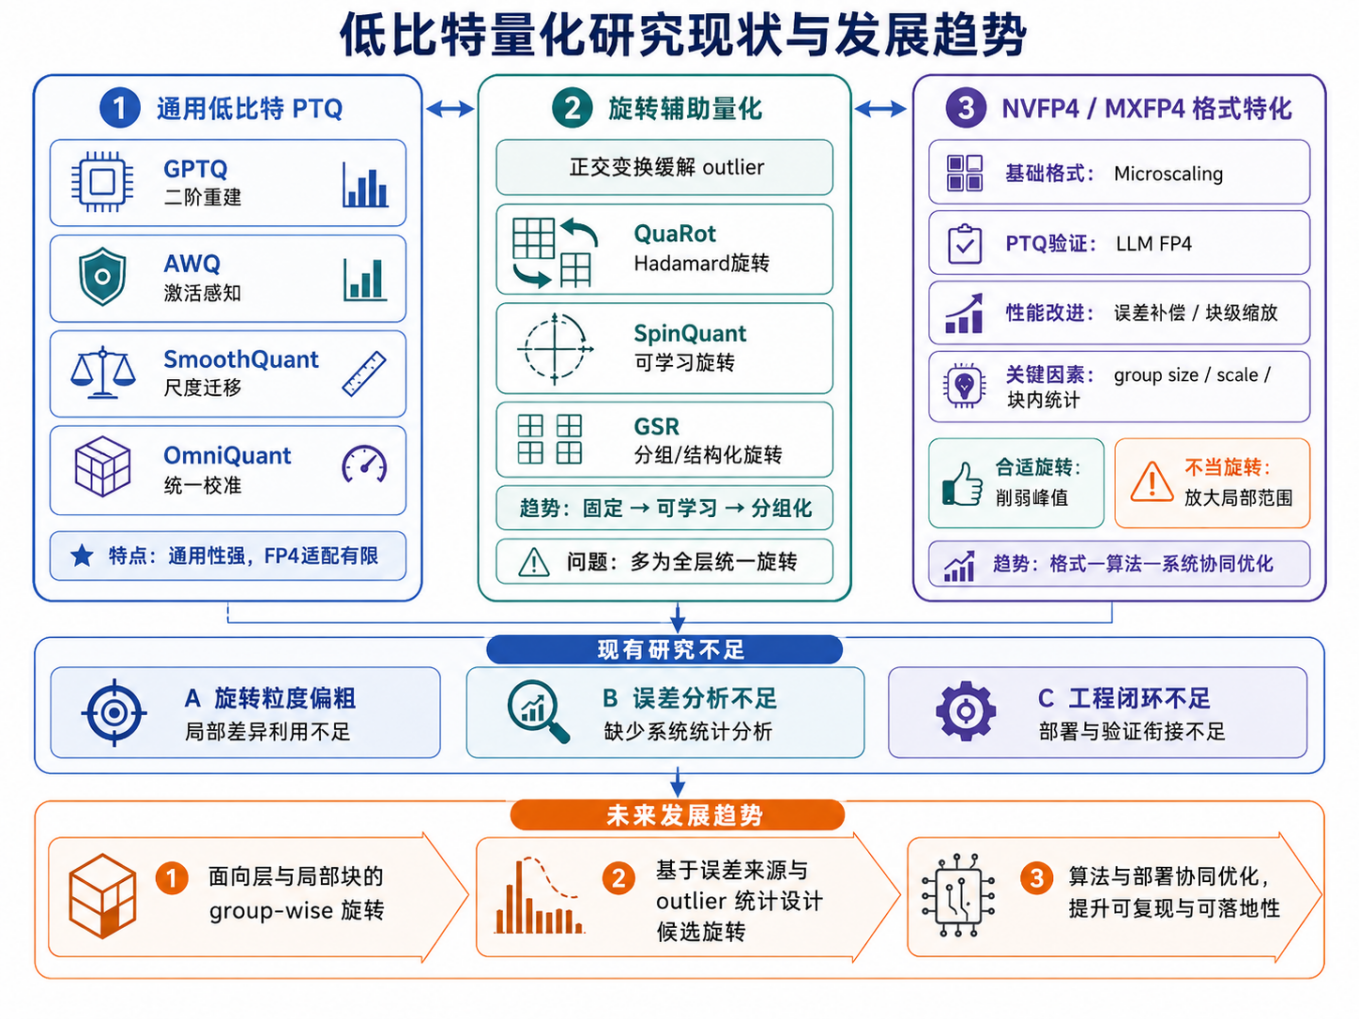 低比特量化研究现状与发展趋势
1 通用低比特 PTQ
GPTQ
二阶重建
AWQ
激活感知
SmoothQuant
尺度迁移
OmniQuant
统一校准
特点：通用性强，FP4适配有限
2 旋转辅助量化
正交变换缓解 outlier
QuaRot
Hadamard旋转
SpinQuant
可学习旋转
GSR
分组/结构化旋转
趋势：固定 → 可学习 → 分组化
问题：多为全层统一旋转
3 NVFP4 / MXFP4 格式特化
基础格式： Microscaling
PTQ验证： LLM FP4
性能改进： 误差补偿 / 块级缩放
关键因素： group size / scale /
块内统计
合适旋转：
削弱峰值
不当旋转：
放大局部范围
趋势：格式—算法—系统协同优化
现有研究不足
A 旋转粒度偏粗
局部差异利用不足
B 误差分析不足
缺少系统统计分析
C 工程闭环不足
部署与验证衔接不足
未来发展趋势
1 面向层与局部块的
group-wise 旋转
2 基于误差来源与
outlier 统计设计
候选旋转
3 算法与部署协同优化，
提升可复现与可落地性